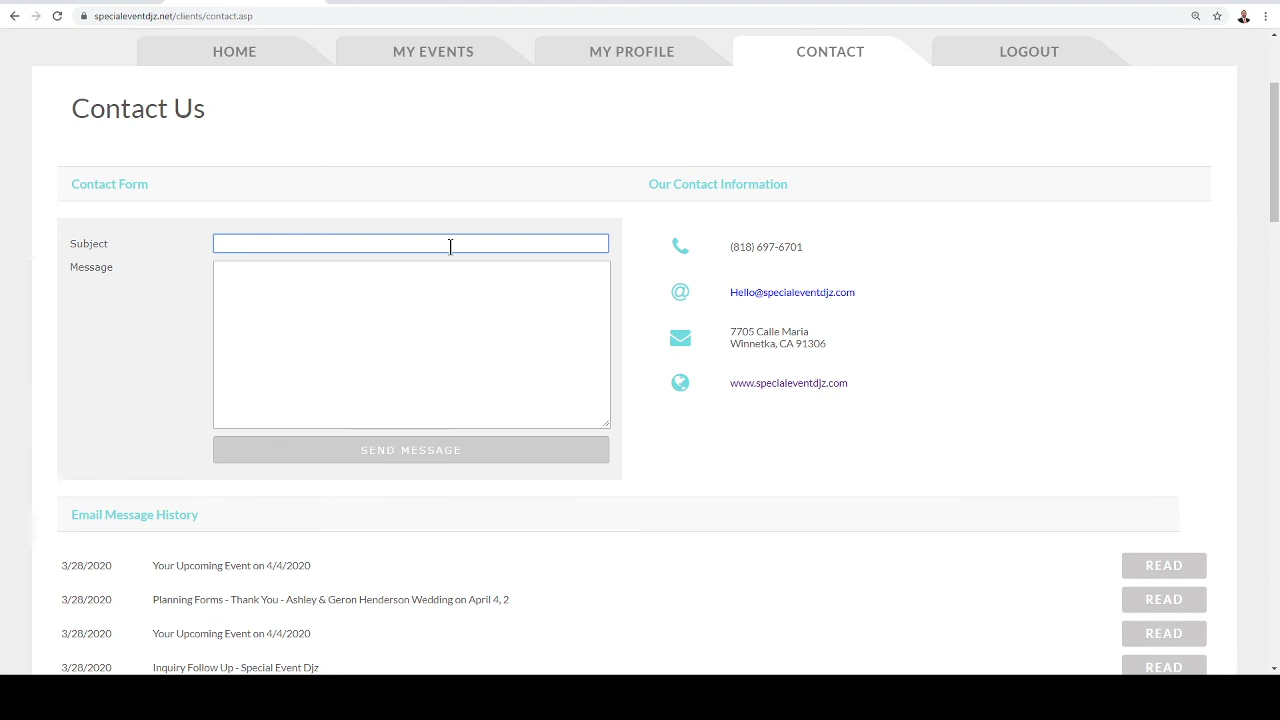 specialeventdjz.net/clients/contact.asp
HOME
MY EVENTS
MY PROFILE
CONTACT
LOGOUT
Contact Us
Contact Form
Our Contact Information
Subject
Message
SEND MESSAGE
(818) 697-6701
@
Hello@specialeventdjz.com
7705 Calle Maria
Winnetka, CA 91306
www.specialeventdjz.com
Email Message History
3/28/2020 Your Upcoming Event on 4/4/2020 READ
3/28/2020 Planning Forms - Thank You - Ashley & Geron Henderson Wedding on April 4, 2 READ
3/28/2020 Your Upcoming Event on 4/4/2020 READ
3/28/2020 Inquiry Follow Up - Special Event Djz READ